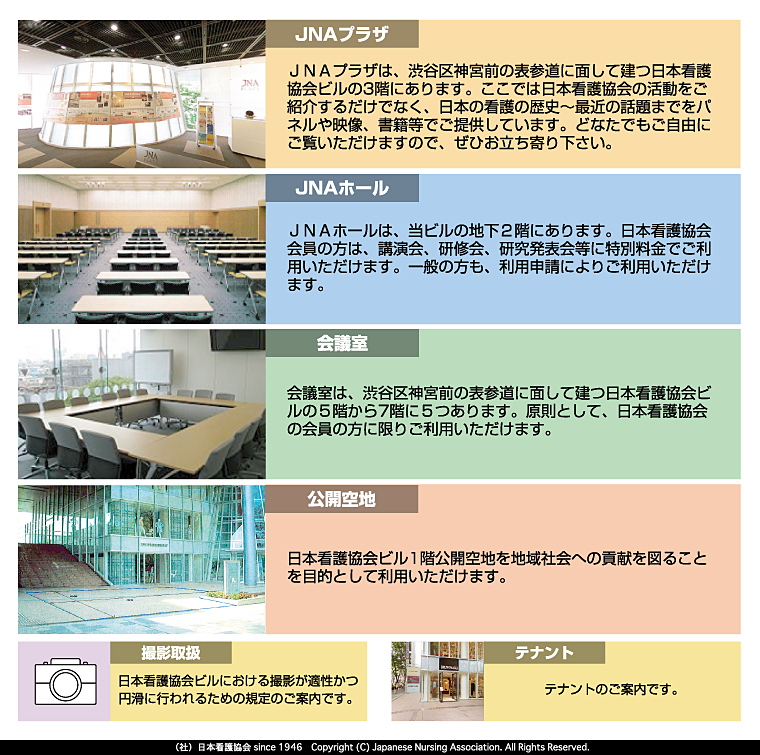 JNAプラザ
JNA
ＪＮＡプラザは、渋谷区神宮前の表参道に面して建つ日本看護
協会ビルの3階にあります。ここでは日本看護協会の活動をご
紹介するだけでなく、日本の看護の歴史～最近の話題までをパ
ネルや映像、書籍等でご提供しています。どなたでもご自由に
ご覧いただけますので、ぜひお立ち寄り下さい。
JNA
JNAホール
ＪＮＡホールは、当ビルの地下２階にあります。日本看護協会
会員の方は、講演会、研修会、研究発表会等に特別料金でご利
用いただけます。一般の方も、利用申請によりご利用いただけ
ます。
会議室
会議室は、渋谷区神宮前の表参道に面して建つ日本看護協会ビ
ルの５階から7階に５つあります。原則として、日本看護協会
の会員の方に限りご利用いただけます。
公開空地
日本看護協会ビル1階公開空地を地域社会への貢献を図ること
を目的として利用いただけます。
撮影取扱
日本看護協会ビルにおける撮影が適性かつ
円滑に行われるための規定のご案内です。
テナント
テナントのご案内です。
（社）日本看護協会 since 1946　Copyright (C) Japanese Nursing Association. All Rights Reserved.